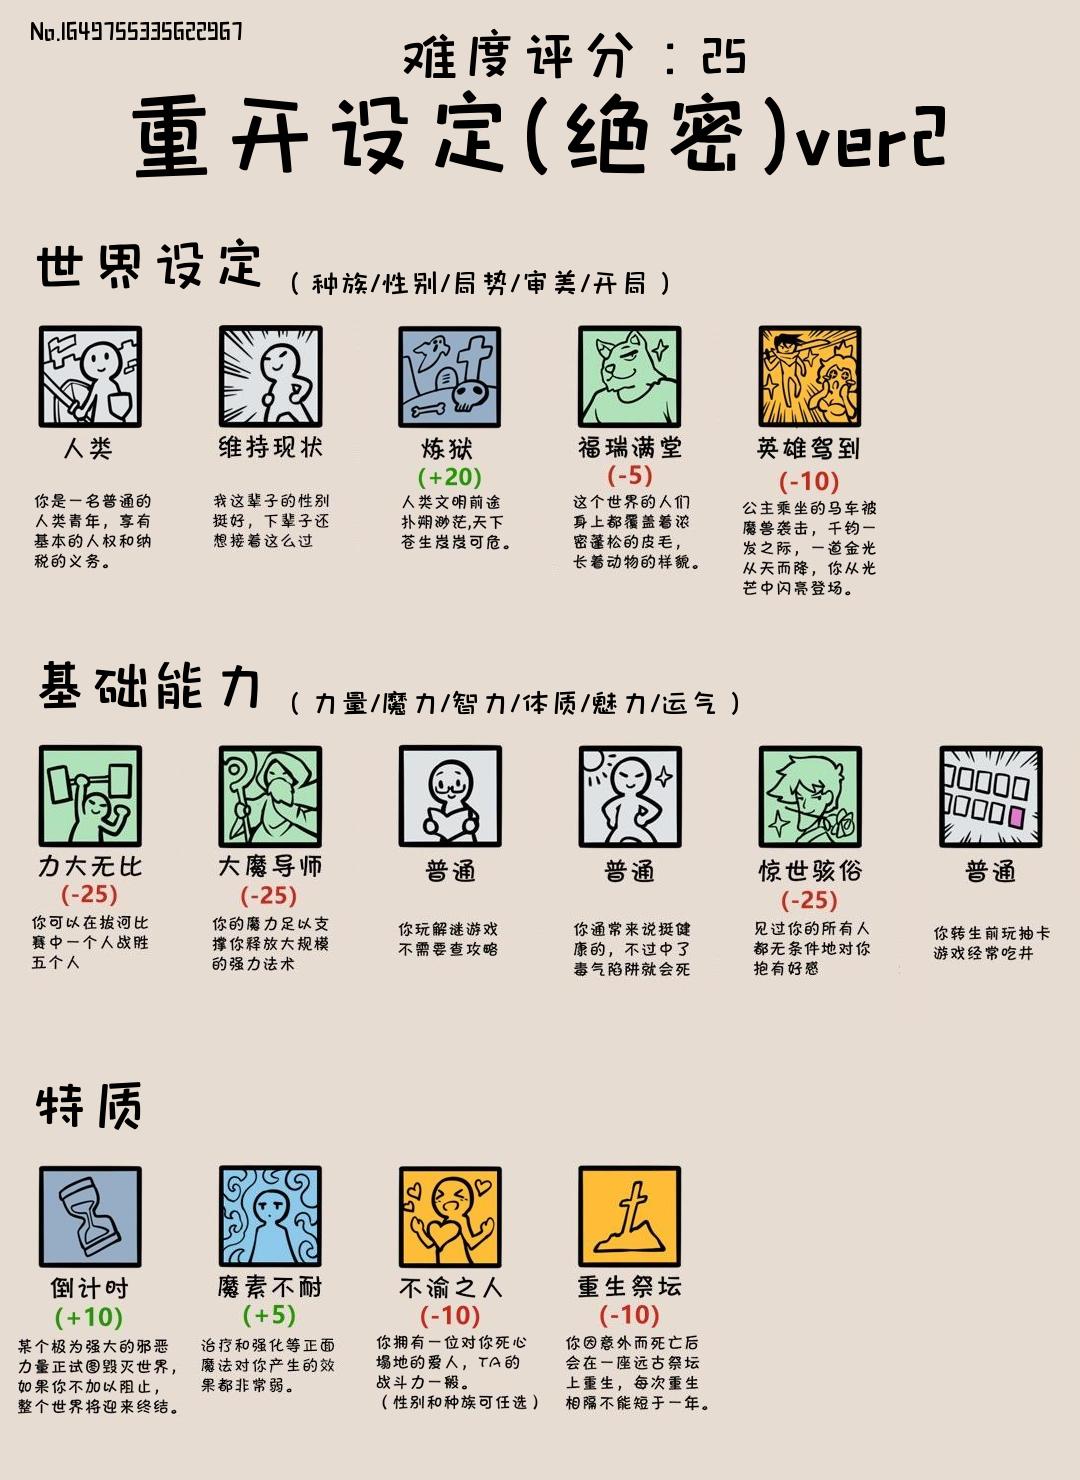 No.1649755335622967
难度评分：25
重开设定(绝密)ver2
世界设定（种族/性别/局势/审美/开局）
人类
你是一名普通的
人类青年，享有
基本的人权和纳
税的义务。
维持现状
我这辈子的性别
挺好，下辈子还
想接着这么过
炼狱
(+20)
人类文明前途
扑朔渺茫,天下
苍生岌岌可危。
福瑞满堂
(-5)
这个世界的人们
身上都覆盖着浓
密蓬松的皮毛，
长着动物的样貌。
英雄驾到
(-10)
公主乘坐的马车被
魔兽袭击，千钧一
发之际，一道金光
从天而降，你从光
芒中闪亮登场。
基础能力（力量/魔力/智力/体质/魅力/运气）
力大无比
(-25)
你可以在拔河比
赛中一个人战胜
五个人
大魔导师
(-25)
你的魔力足以支
撑你释放大规模
的强力法术
普通
你玩解谜游戏
不需要查攻略
普通
你通常来说挺健
康的，不过中了
毒气陷阱就会死
惊世骇俗
(-25)
见过你的所有人
都无条件地对你
抱有好感
普通
你转生前玩抽卡
游戏经常吃井
特质
倒计时
(+10)
某个极为强大的邪恶
力量正试图毁灭世界，
如果你不加以阻止，
整个世界将迎来终结。
魔素不耐
(+5)
治疗和强化等正面
魔法对你产生的效
果都非常弱。
不渝之人
(-10)
你拥有一位对你死心
塌地的爱人，TA的
战斗力一般。
（性别和种族可任选）
重生祭坛
(-10)
你因意外而死亡后
会在一座远古祭坛
上重生，每次重生
相隔不能短于一年。